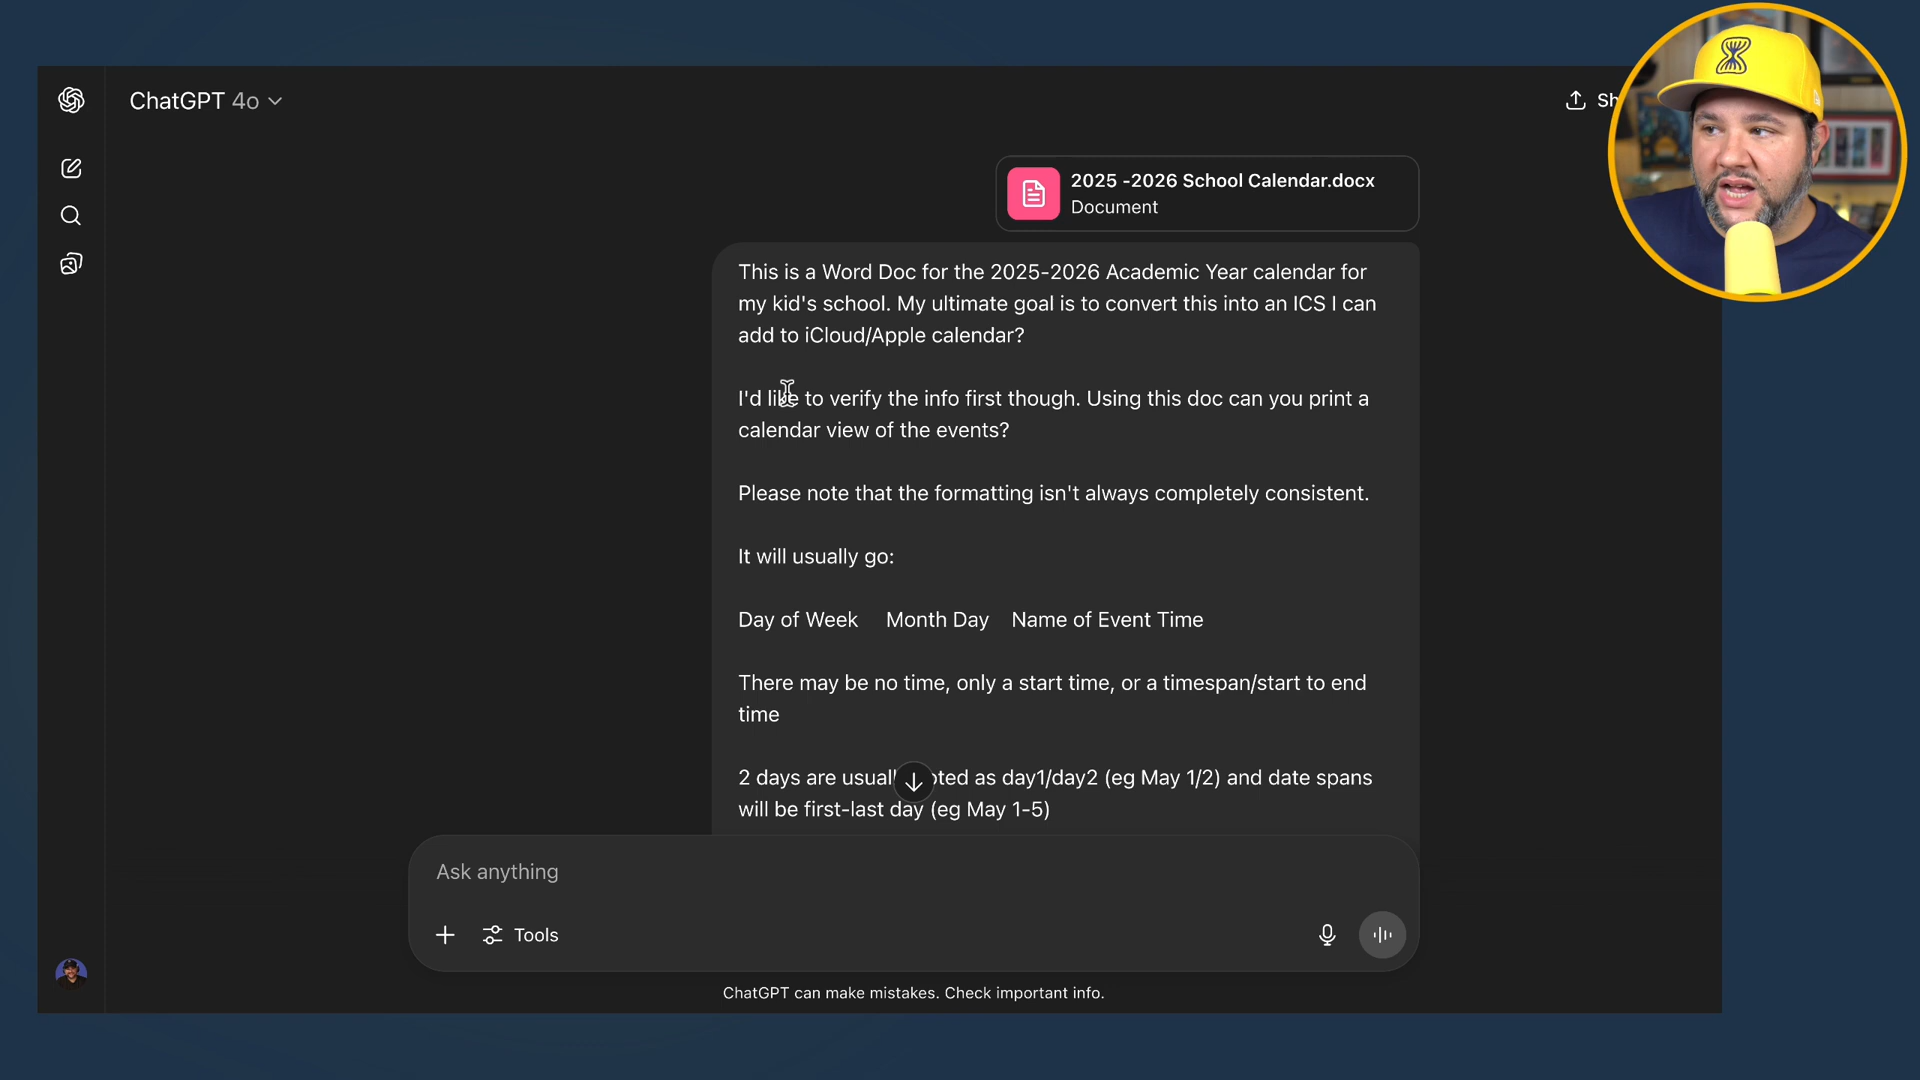 ChatGPT 4o
2025 -2026 School Calendar.docx
Document
This is a Word Doc for the 2025-2026 Academic Year calendar for
my kid's school. My ultimate goal is to convert this into an ICS I can
add to iCloud/Apple calendar?
I'd like to verify the info first though. Using this doc can you print a
calendar view of the events?
Please note that the formatting isn't always completely consistent.
It will usually go:
Day of Week Month Day Name of Event Time
There may be no time, only a start time, or a timespan/start to end
time
2 days are as day1/day2 (eg May 1/2) and date spans
will be first-last day (eg May 1-5)
Ask anything
Tools
ChatGPT can make mistakes. Check important info.